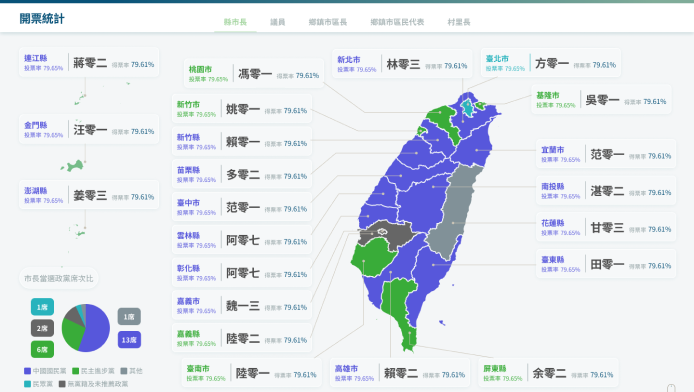 開票統計
縣市長 議員 鄉鎮市區長 鄉鎮市區民代表 村里長
連江縣
投票率 79.65%
蔣零二 得票率 79.61%
金門縣
投票率 79.65%
汪零一 得票率 79.61%
澎湖縣
投票率 79.65%
姜零三 得票率 79.61%
桃園市
投票率 79.65%
馮零一 得票率 79.61%
新竹市
投票率 79.65%
姚零一 得票率 79.61%
新竹縣
投票率 79.65%
賴零一 得票率 79.61%
苗栗縣
投票率 79.65%
多零二 得票率 79.61%
臺中市
投票率 79.65%
范零一 得票率 79.61%
雲林縣
投票率 79.65%
阿零七 得票率 79.61%
彰化縣
投票率 79.65%
阿零七 得票率 79.61%
嘉義市
投票率 79.65%
魏一三 得票率 79.61%
嘉義縣
投票率 79.65%
陸零二 得票率 79.61%
臺南市
投票率 79.65%
陸零一 得票率 79.61%
新北市
投票率 79.65%
林零三 得票率 79.61%
臺北市
投票率 79.65%
方零一 得票率 79.61%
基隆市
投票率 79.65%
吳零一 得票率 79.61%
宜蘭市
投票率 79.65%
范零一 得票率 79.61%
南投縣
投票率 79.65%
湛零二 得票率 79.61%
花蓮縣
投票率 79.65%
甘零三 得票率 79.61%
臺東縣
投票率 79.65%
田零一 得票率 79.61%
高雄市
投票率 79.65%
賴零二 得票率 79.61%
屏東縣
投票率 79.65%
余零二 得票率 79.61%
市長當選政黨席次比
1席
2席
6席
1席
13席
中國國民黨 民主進步黨 其他
民眾黨 無黨籍及未推薦政黨